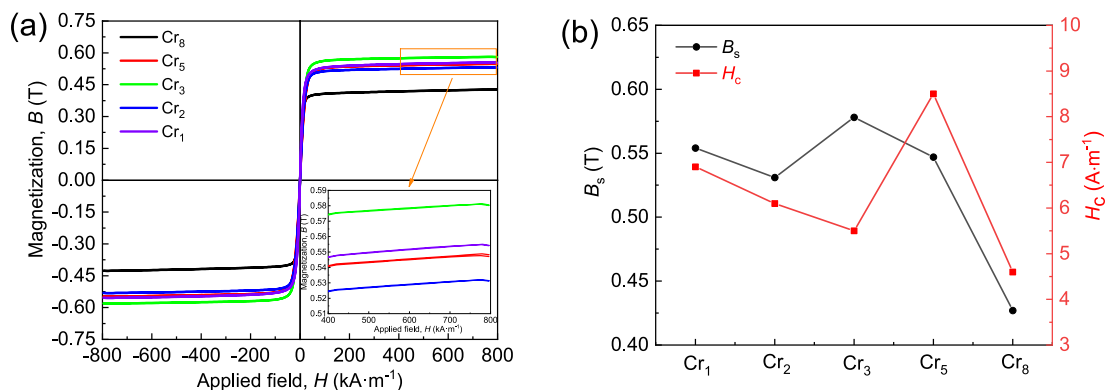 (a)
Magnetization, B (T)
0.75
0.60
0.45
0.30
0.15
0.00
-0.15
-0.30
-0.45
-0.60
-0.75
Cr8
Cr5
Cr3
Cr2
Cr1
Magnetization, B (T)
0.59
0.58
0.57
0.56
0.55
0.54
0.53
0.52
0.51
400 500 600 700 800
Applied field, H (kA·m-1)
-800 -600 -400 -200 0 200 400 600 800
Applied field, H (kA·m-1)
(b)
Bs (T)
0.65
0.60
0.55
0.50
0.45
0.40
Bs
Hc
10
9
8
7
6
5
4
3
HC (A·m-1)
Cr1 Cr2 Cr3 Cr5 Cr8